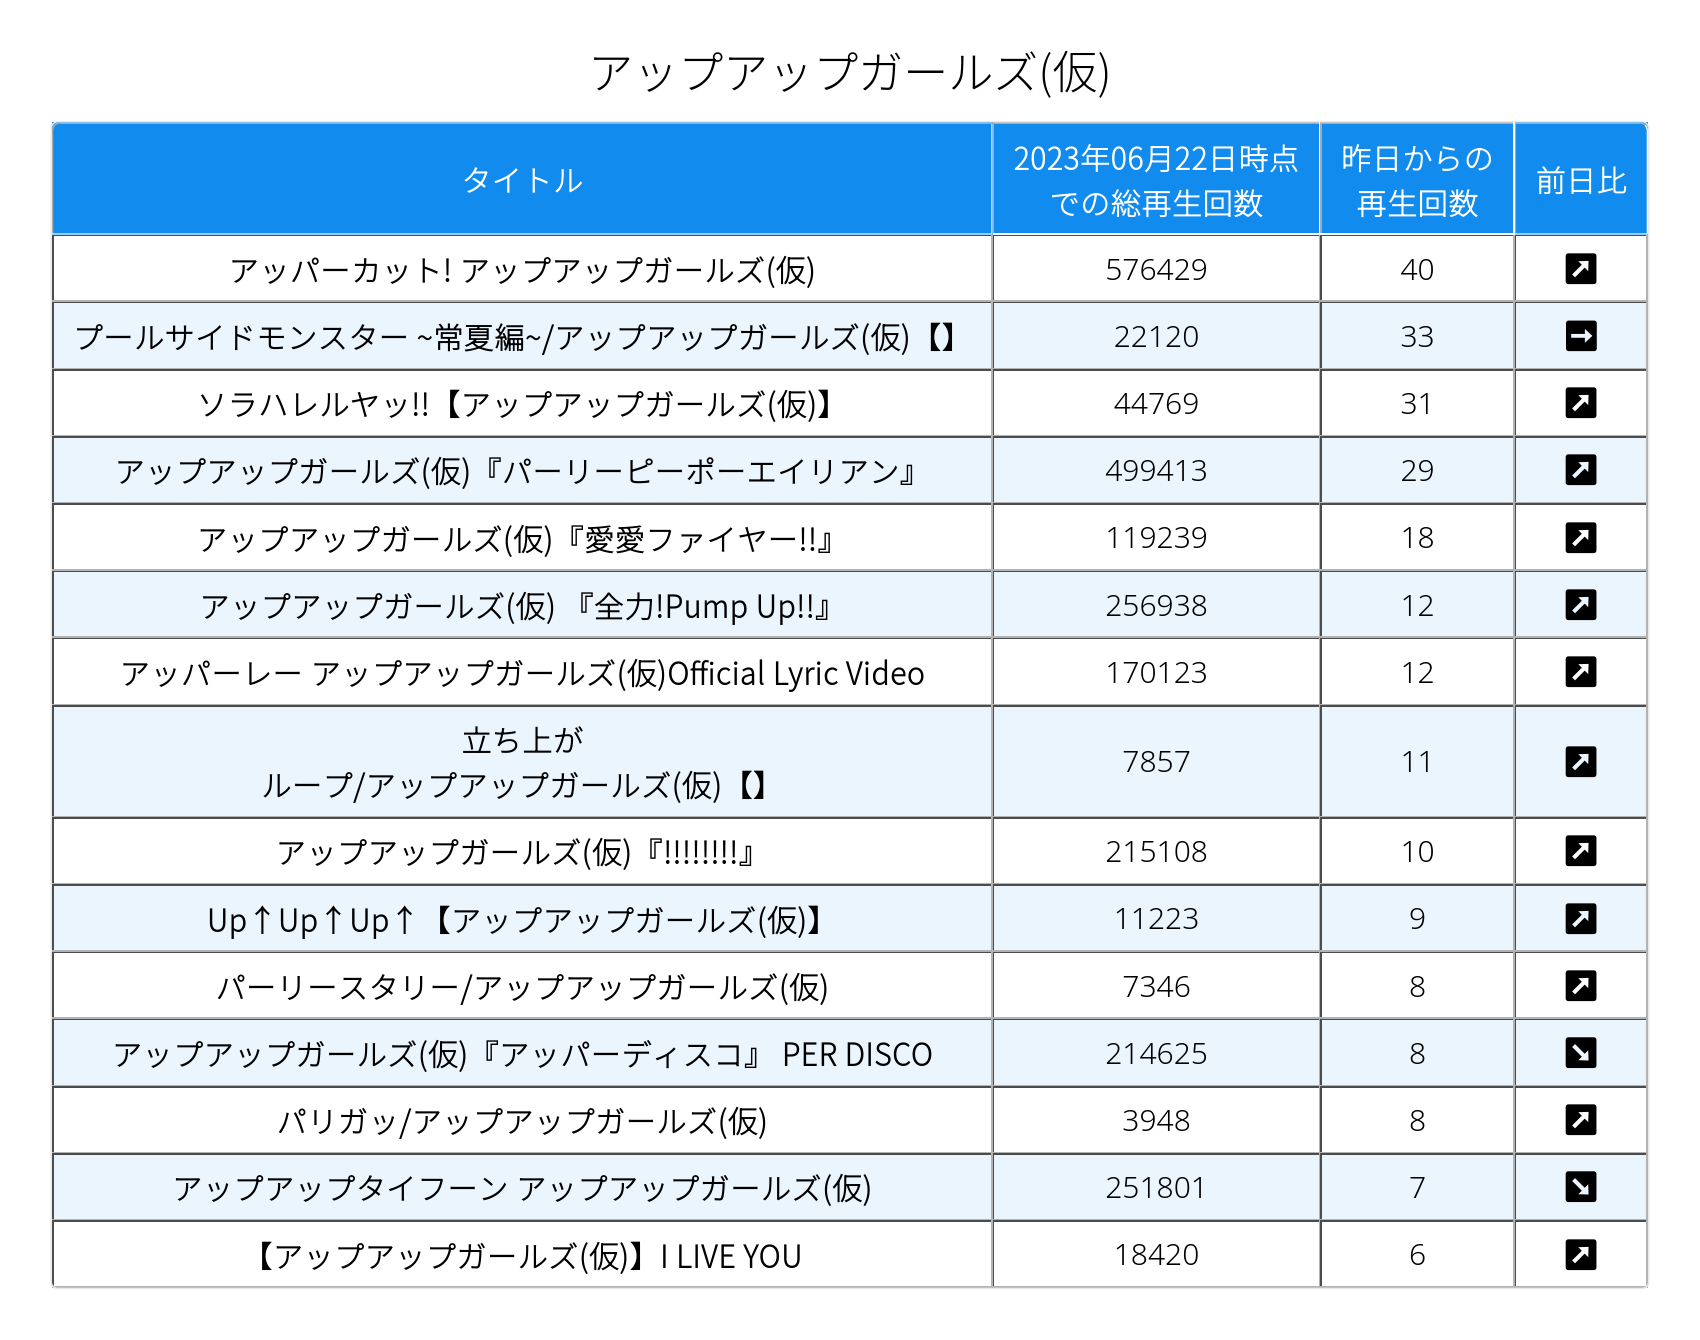 アップアップガールズ(仮)
タイトル 2023年06月22日時点での総再生回数 昨日からの再生回数 前日比
アッパーカット! アップアップガールズ(仮) 576429 40 ↗
プールサイドモンスター ~常夏編~/アップアップガールズ(仮)【】 22120 33 →
ソラハレルヤッ!!【アップアップガールズ(仮)】 44769 31 ↗
アップアップガールズ(仮)『パーリーピーポーエイリアン』 499413 29 ↗
アップアップガールズ(仮)『愛愛ファイヤー!!』 119239 18 ↗
アップアップガールズ(仮) 『全力!Pump Up!!』 256938 12 ↗
アッパーレー アップアップガールズ(仮)Official Lyric Video 170123 12 ↗
立ち上が
ループ/アップアップガールズ(仮)【】 7857 11 ↗
アップアップガールズ(仮)『!!!!!!!!』 215108 10 ↗
Up↑Up↑Up↑【アップアップガールズ(仮)】 11223 9 ↗
パーリースタリー/アップアップガールズ(仮) 7346 8 ↗
アップアップガールズ(仮)『アッパーディスコ』 PER DISCO 214625 8 ↘
パリガッ/アップアップガールズ(仮) 3948 8 ↗
アップアップタイフーン アップアップガールズ(仮) 251801 7 ↘
【アップアップガールズ(仮)】I LIVE YOU 18420 6 ↗